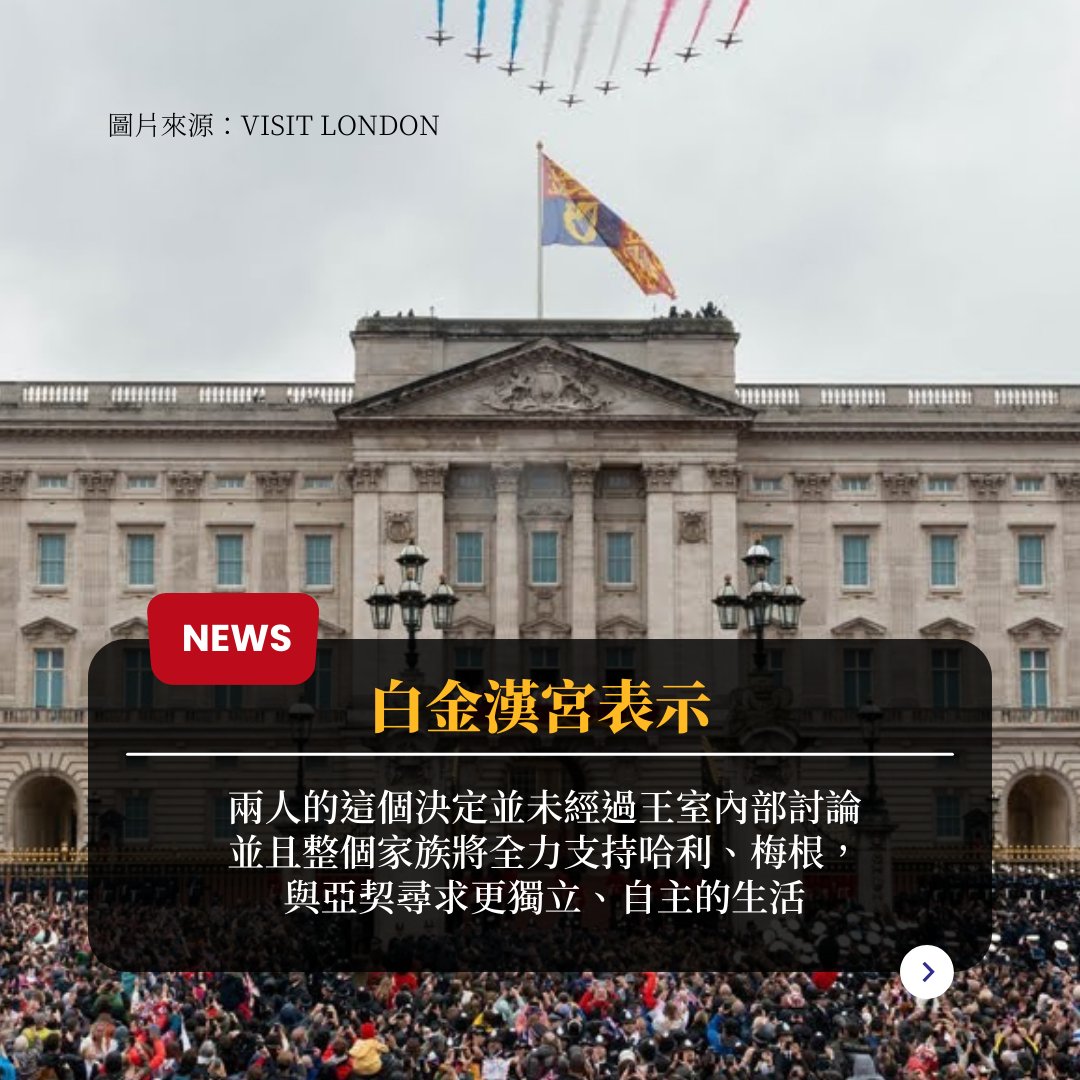 圖片來源：VISIT LONDON
NEWS
白金漢宮表示
兩人的這個決定並未經過王室內部討論
並且整個家族將全力支持哈利、梅根，
與亞契尋求更獨立、自主的生活